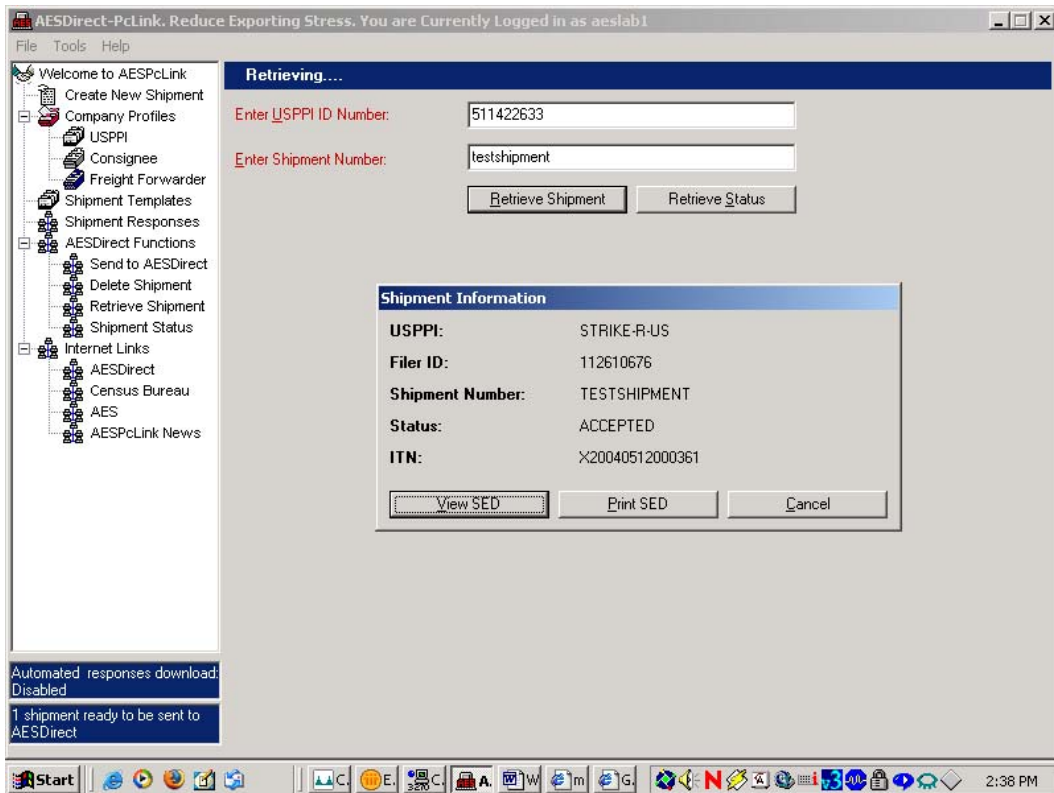 AESDirect-PcLink. Reduce Exporting Stress. You are Currently Logged in as aeslab1
File Tools Help
Welcome to AESPcLink
Create New Shipment
Company Profiles
USPPI
Consignee
Freight Forwarder
Shipment Templates
Shipment Responses
AESDirect Functions
Send to AESDirect
Delete Shipment
Retrieve Shipment
Shipment Status
Internet Links
AESDirect
Census Bureau
AES
AESPcLink News
Automated responses download:
Disabled
1 shipment ready to be sent to
AESDirect
Retrieving....
Enter USPPI ID Number: 511422633
Enter Shipment Number: testshipment
Retrieve Shipment Retrieve Status
Shipment Information
USPPI: STRIKE-R-US
Filer ID: 112610676
Shipment Number: TESTSHIPMENT
Status: ACCEPTED
ITN: X20040512000361
View SED Print SED Cancel
Start C. E. C. A. W m G. 2:38 PM